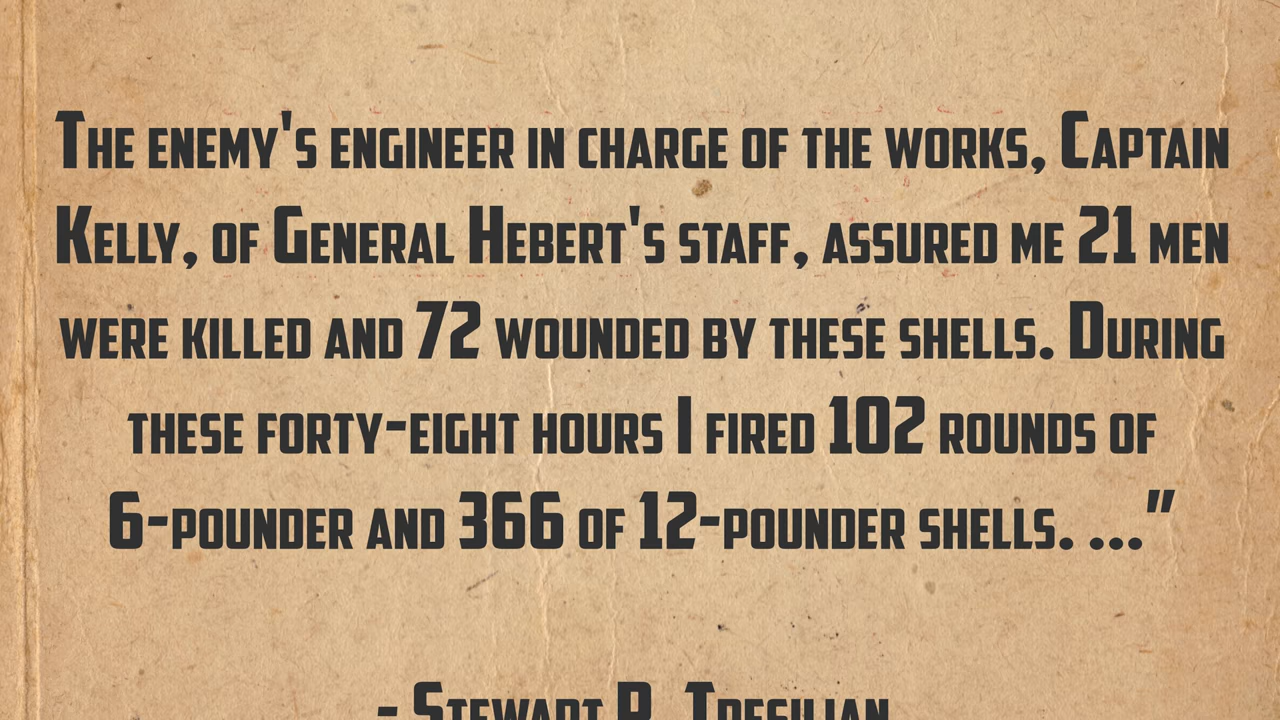 The enemy's engineer in charge of the works, Captain
Kelly, of General Hebert's staff, assured me 21 men
were killed and 72 wounded by these shells. During
these forty-eight hours I fired 102 rounds of
6-pounder and 366 of 12-pounder shells. ..."
- Stewart R. Tresilian